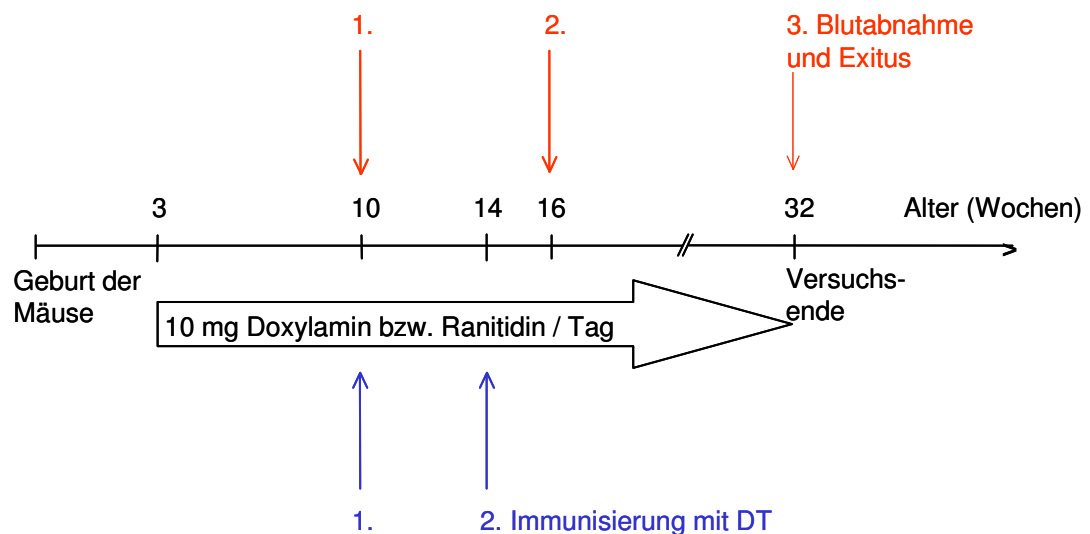 1.
2.
3. Blutabnahme
und Exitus
3
10
14
16
32
Alter (Wochen)
Geburt der
Mäuse
Versuchs-
ende
10 mg Doxylamin bzw. Ranitidin / Tag
1.
2. Immunisierung mit DT